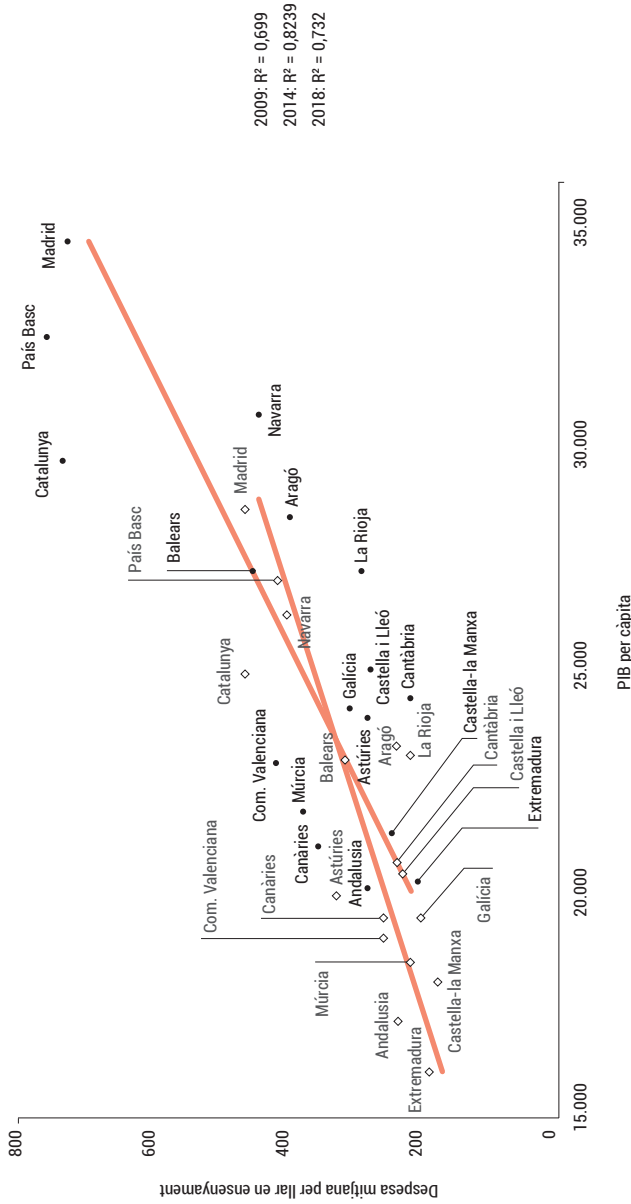 Despesa mitjana per llar en ensenyament
800
600
400
200
0
15.000
20.000
25.000
30.000
35.000
PIB per càpita
2009: R² = 0,699
2014: R² = 0,8239
2018: R² = 0,732
Madrid
País Basc
Catalunya
Navarra
Madrid
Aragó
País Basc
Balears
La Rioja
Navarra
Catalunya
Castella i Lleó
Cantàbria
Galícia
Astúries
Aragó
La Rioja
Balears
Com. Valenciana
Múrcia
Canàries
Andalusia
Astúries
Castella-la Manxa
Cantàbria
Castella i Lleó
Extremadura
Com. Valenciana
Canàries
Galícia
Múrcia
Castella-la Manxa
Andalusia
Extremadura